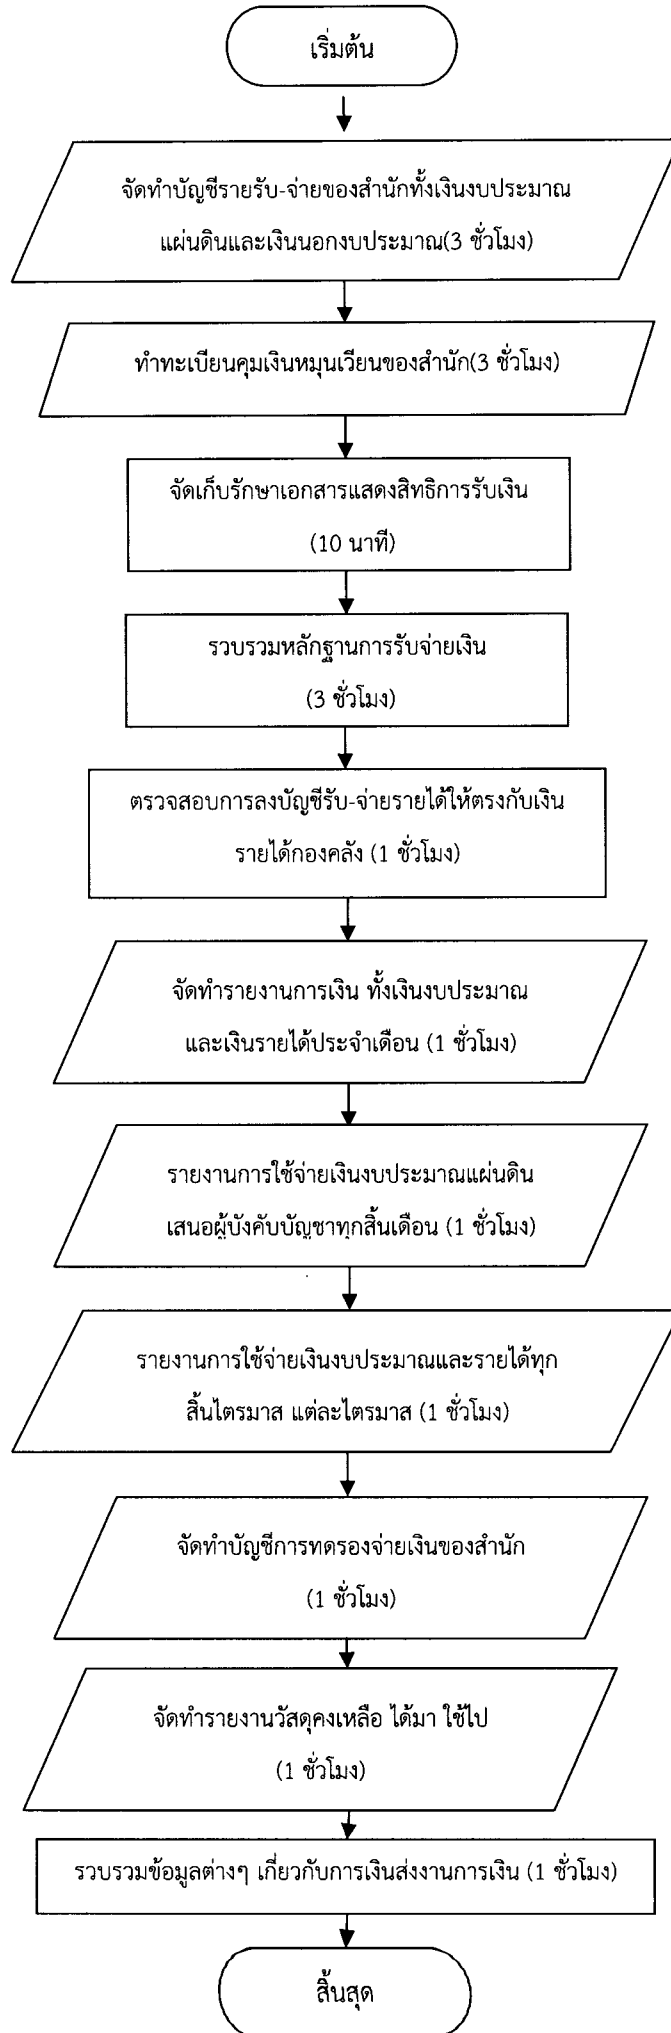 เริ่มต้น
จัดทำบัญชีรายรับ-จ่ายของสำนักทั้งเงินงบประมาณ
แผ่นดินและเงินนอกงบประมาณ(3 ชั่วโมง)
ทำทะเบียนคุมเงินหมุนเวียนของสำนัก(3 ชั่วโมง)
จัดเก็บรักษาเอกสารแสดงสิทธิการรับเงิน
(10 นาที)
รวบรวมหลักฐานการรับจ่ายเงิน
(3 ชั่วโมง)
ตรวจสอบการลงบัญชีรับ-จ่ายรายได้ให้ตรงกับเงิน
รายได้กองคลัง (1 ชั่วโมง)
จัดทำรายงานการเงิน ทั้งเงินงบประมาณ
และเงินรายได้ประจำเดือน (1 ชั่วโมง)
รายงานการใช้จ่ายเงินงบประมาณแผ่นดิน
เสนอผู้บังคับบัญชาทุกสิ้นเดือน (1 ชั่วโมง)
รายงานการใช้จ่ายเงินงบประมาณและรายได้ทุก
สิ้นไตรมาส แต่ละไตรมาส (1 ชั่วโมง)
จัดทำบัญชีการทดรองจ่ายเงินของสำนัก
(1 ชั่วโมง)
จัดทำรายงานวัสดุคงเหลือ ได้มา ใช้ไป
(1 ชั่วโมง)
รวบรวมข้อมูลต่างๆ เกี่ยวกับการเงินส่งงานการเงิน (1 ชั่วโมง)
สิ้นสุด